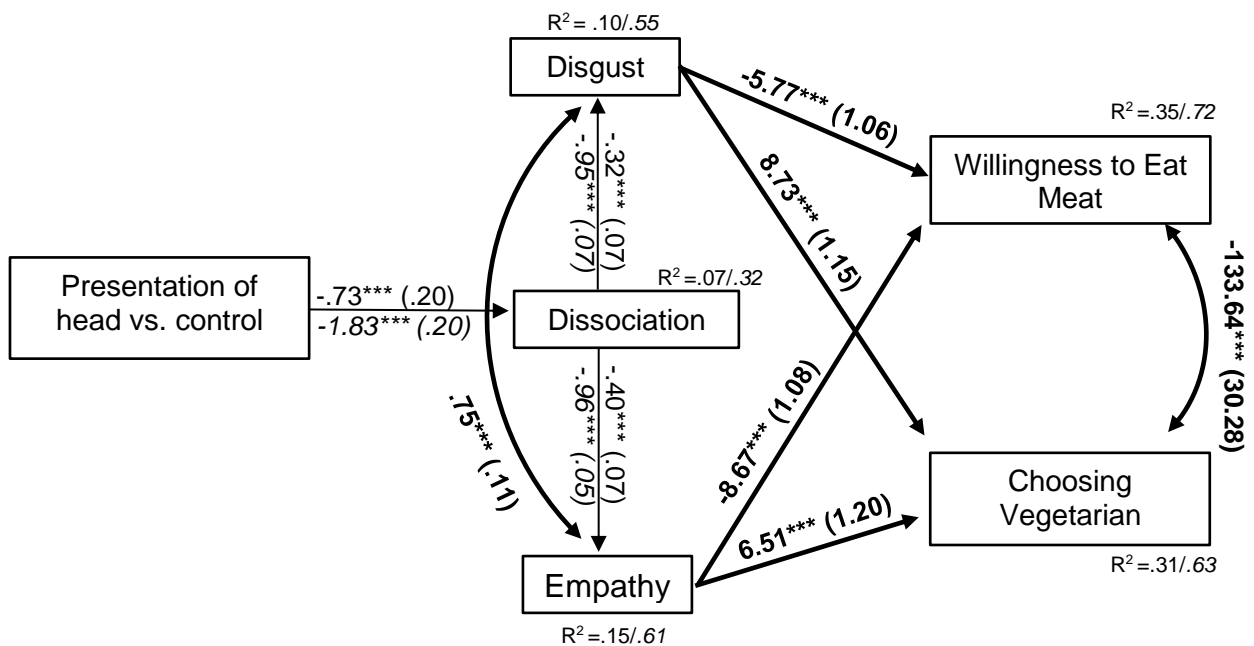 R² = .10/.55
Disgust
-5.77*** (1.06)
R² = .35/.72
Willingness to Eat
Meat
8.73*** (1.15)
-.32*** (.07)
-.95*** (.07)
R² =.07/.32
Presentation of
head vs. control
-.73*** (.20)
-1.83*** (.20)
Dissociation
-133.64*** (30.28)
-.40*** (.07)
-.96*** (.05)
.75*** (.11)
-8.67*** (1.08)
Choosing
Vegetarian
6.51*** (1.20)
R² =.31/.63
Empathy
R² =.15/.61